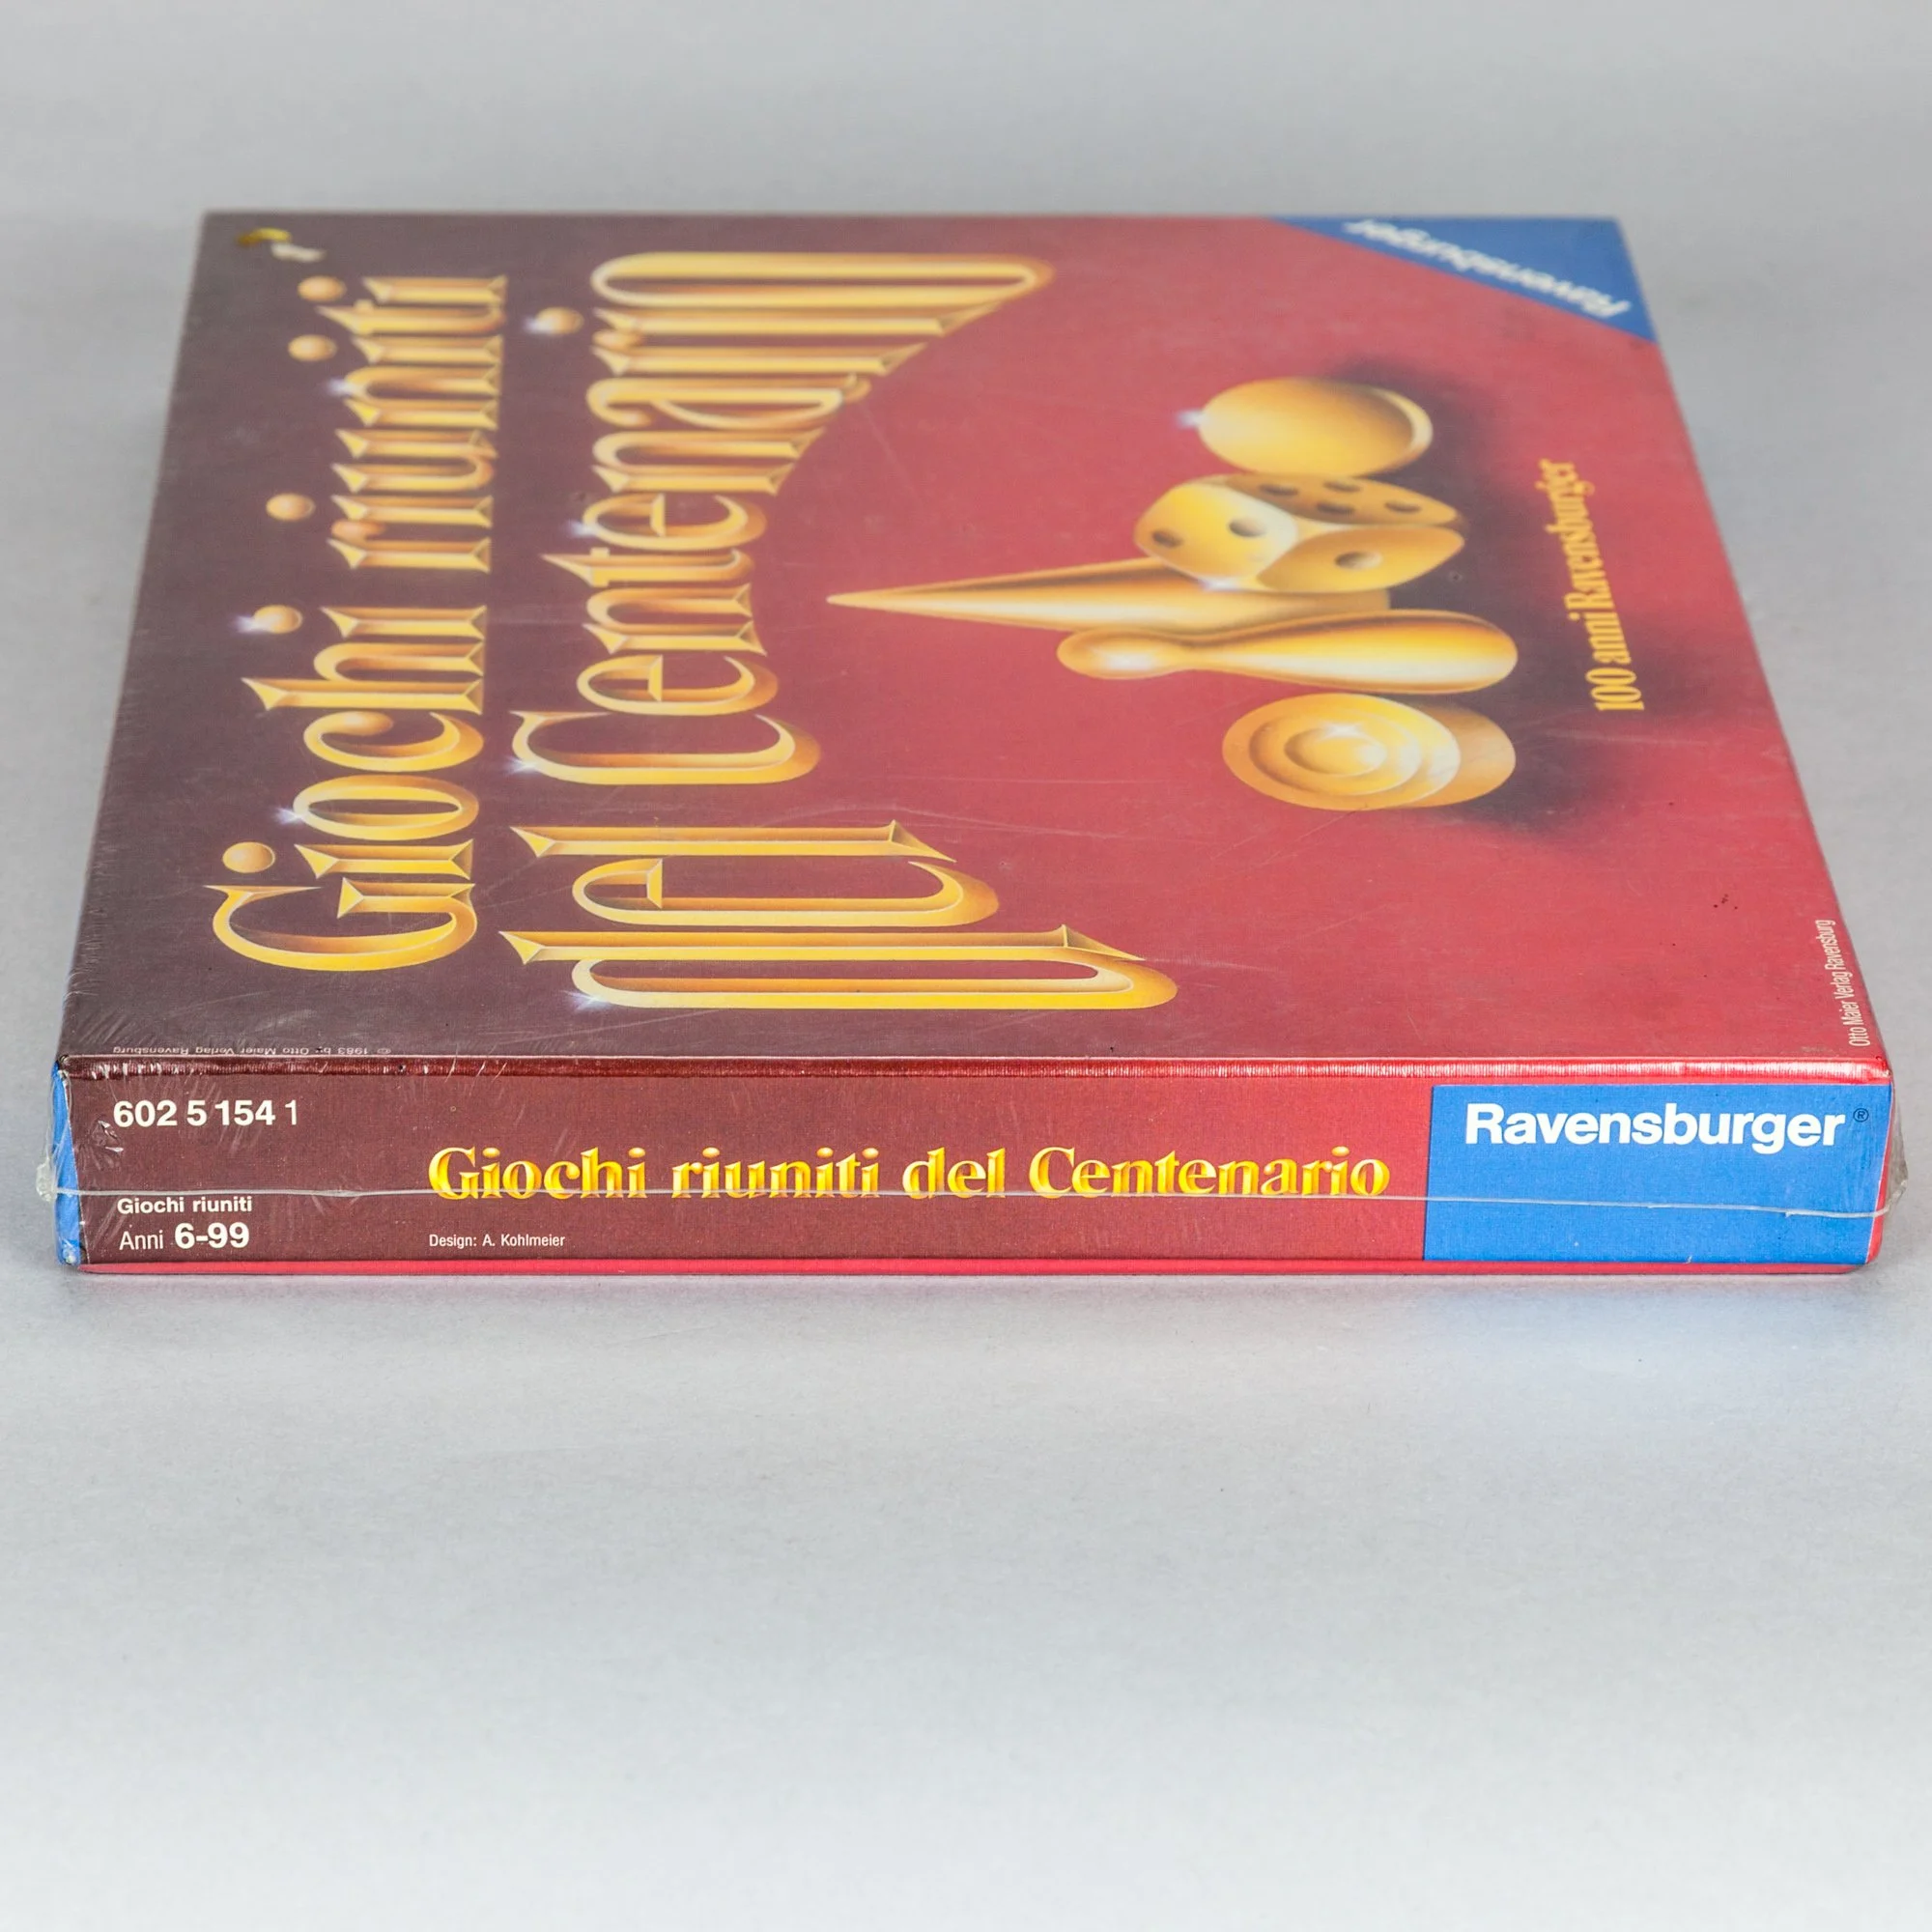 Giochi riuniti
del Centenario
Ravensburger
100 anni Ravensburger
Otto Maier Verlag Ravensburg
© 1983 by Otto Maier Verlag Ravensburg
602 5 154 1
Giochi riuniti
Anni 6-99
Giochi riuniti del Centenario
Design: A. Kohlmeier
Ravensburger®